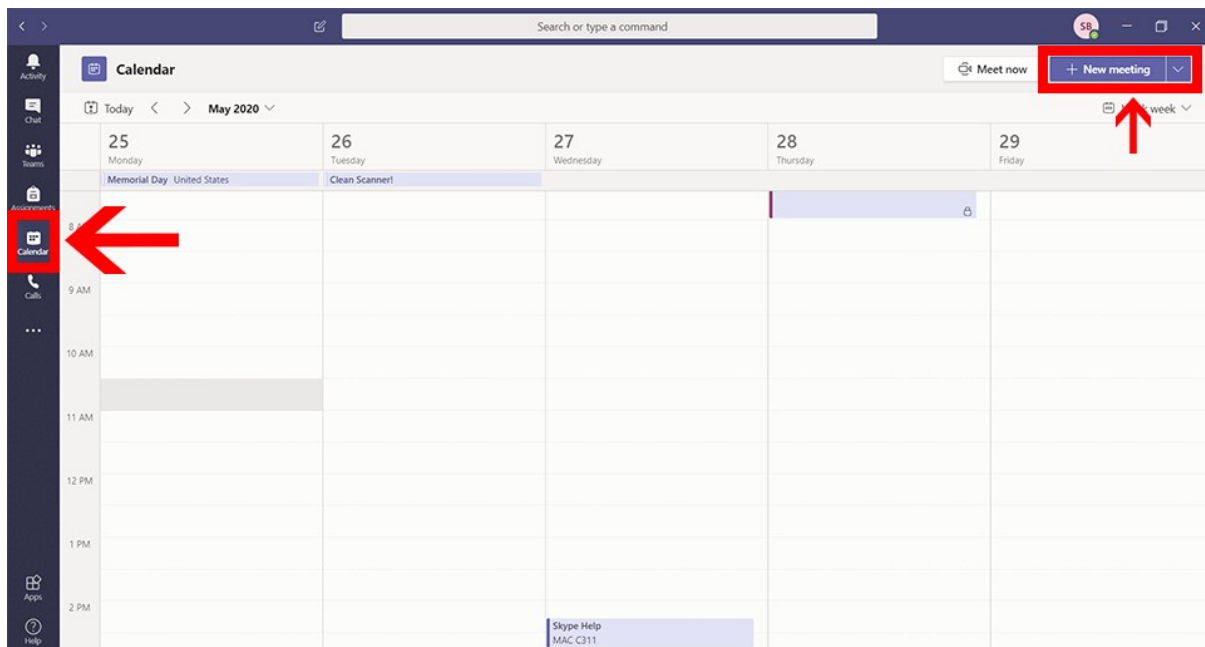 Search or type a command
SB
Activity
Chat
Teams
Assignments
Calendar
Calls
Apps
Help
Calendar
Meet now
+ New meeting
Today
May 2020
week
25
Monday
26
Tuesday
27
Wednesday
28
Thursday
29
Friday
Memorial Day United States
Clean Scanner!
8
9 AM
10 AM
11 AM
12 PM
1 PM
2 PM
Skype Help
MAC C311